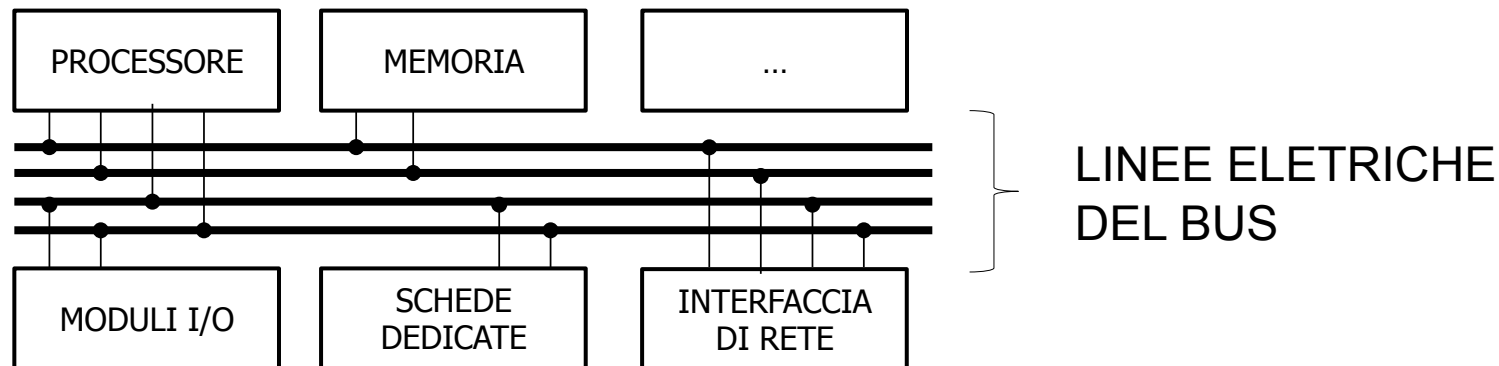 PROCESSORE
MEMORIA
...
LINEE ELETRICHE
DEL BUS
MODULI I/O
SCHEDE
DEDICATE
INTERFACCIA
DI RETE